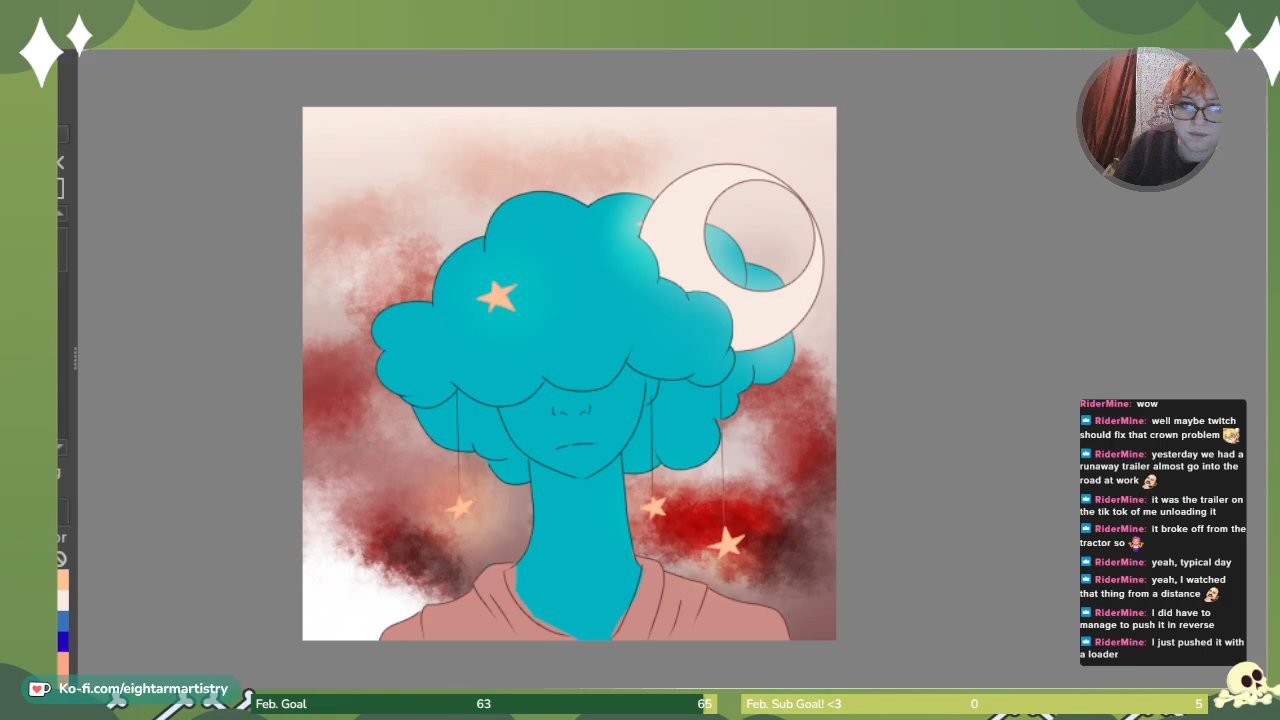 RiderMine: wow
RiderMine: well maybe twitch
should fix that crown problem
RiderMine: yesterday we had a
runaway trailer almost go into the
road at work
RiderMine: it was the trailer on
the tik tok of me unloading it
RiderMine: it broke off from the
tractor so
RiderMine: yeah, typical day
RiderMine: yeah, I watched
that thing from a distance
RiderMine: I did have to
manage to push it in reverse
RiderMine: I just pushed it with
a loader
or
Ko-fi.com/eightarmartistry
Feb. Goal 63 65
Feb. Sub Goal! <3 0 5